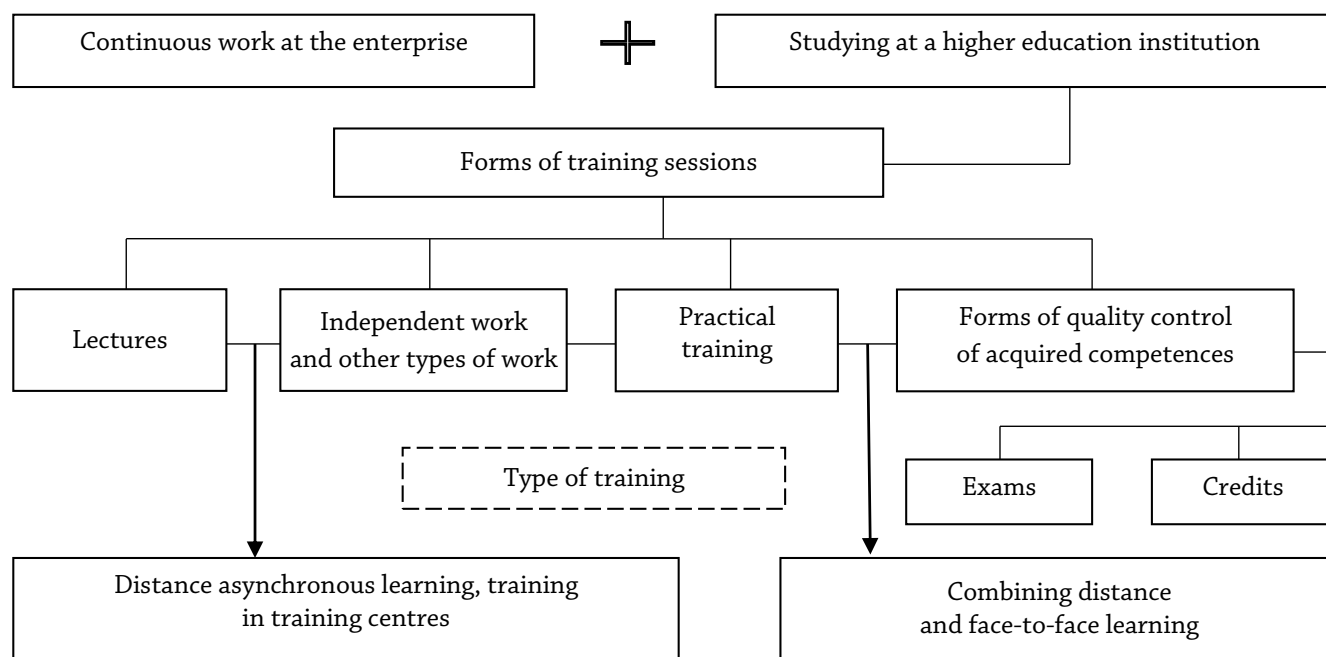 Continuous work at the enterprise
Studying at a higher education institution
Forms of training sessions
Lectures
Independent work
and other types of work
Practical
training
Forms of quality control
of acquired competences
Type of training
Exams
Credits
Distance asynchronous learning, training
in training centres
Combining distance
and face-to-face learning